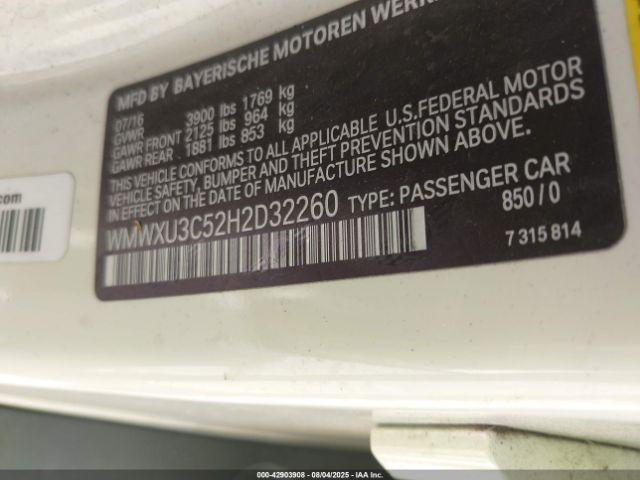 MFD BY BAYERISCHE MOTOREN
07/16
GVWR 3900 lbs 1769 kg
GAWR FRONT 2125 lbs 964 kg
GAWR REAR 1881 lbs 853 kg
THIS VEHICLE CONFORMS TO ALL APPLICABLE U.S.FEDERAL MOTOR
VEHICLE SAFETY, BUMPER AND THEFT PREVENTION STANDARDS
IN EFFECT ON THE DATE OF MANUFACTURE SHOWN ABOVE.
WMWXU3C52H2D32260 TYPE: PASSENGER CAR
850/0
7 315 814
.com
000-42903908 - 08/04/2025 - IAA Inc.